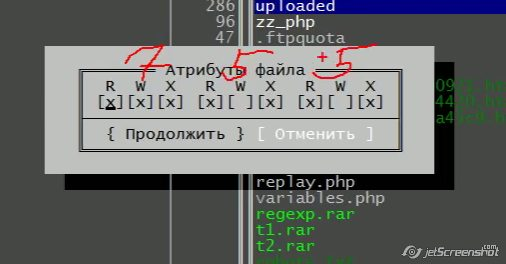 286 uploaded
96 zz_php
47 .ftpquota
7 5 + 5
Атрибуты файла
R W X R W X R W X
[x][x][x] [x][ ][x] [x][ ][x]
{ Продолжить } [ Отменить ]
replay.php
variables.php
regexp.rar
t1.rar
t2.rar
jetScreenshot.com